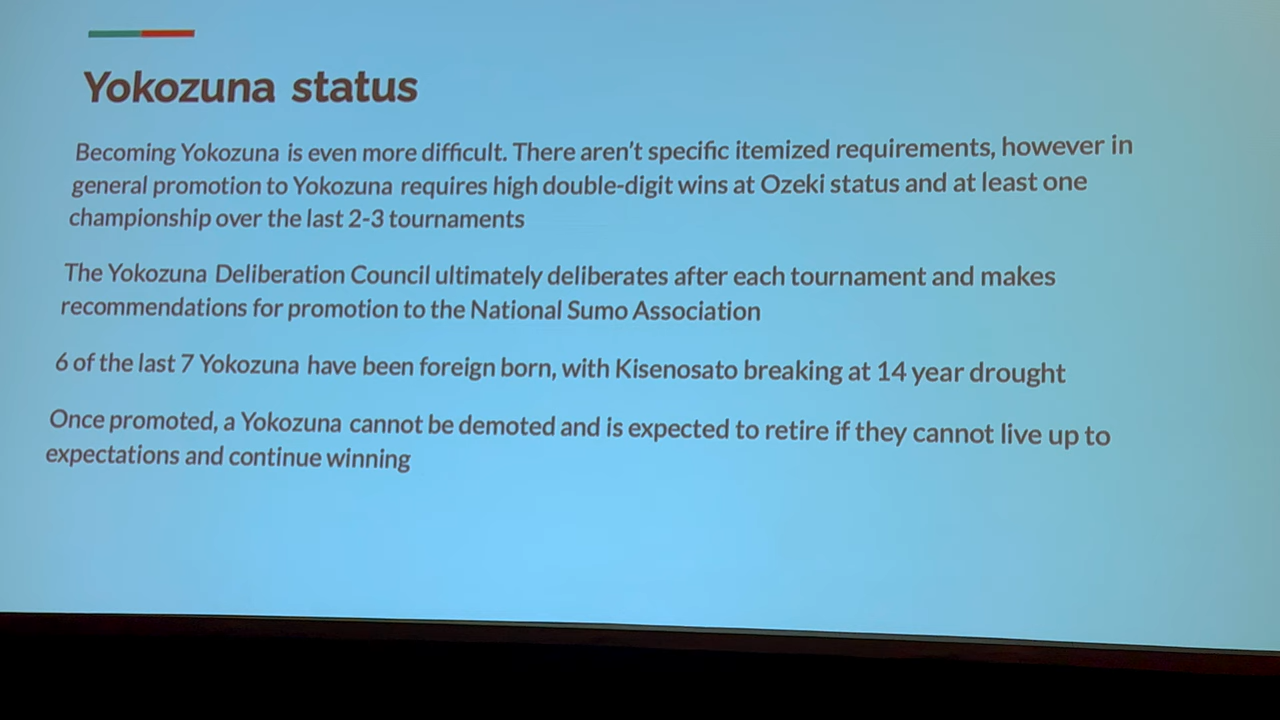 Yokozuna status
Becoming Yokozuna is even more difficult. There aren't specific itemized requirements, however in
general promotion to Yokozuna requires high double-digit wins at Ozeki status and at least one
championship over the last 2-3 tournaments
The Yokozuna Deliberation Council ultimately deliberates after each tournament and makes
recommendations for promotion to the National Sumo Association
6 of the last 7 Yokozuna have been foreign born, with Kisenosato breaking at 14 year drought
Once promoted, a Yokozuna cannot be demoted and is expected to retire if they cannot live up to
expectations and continue winning